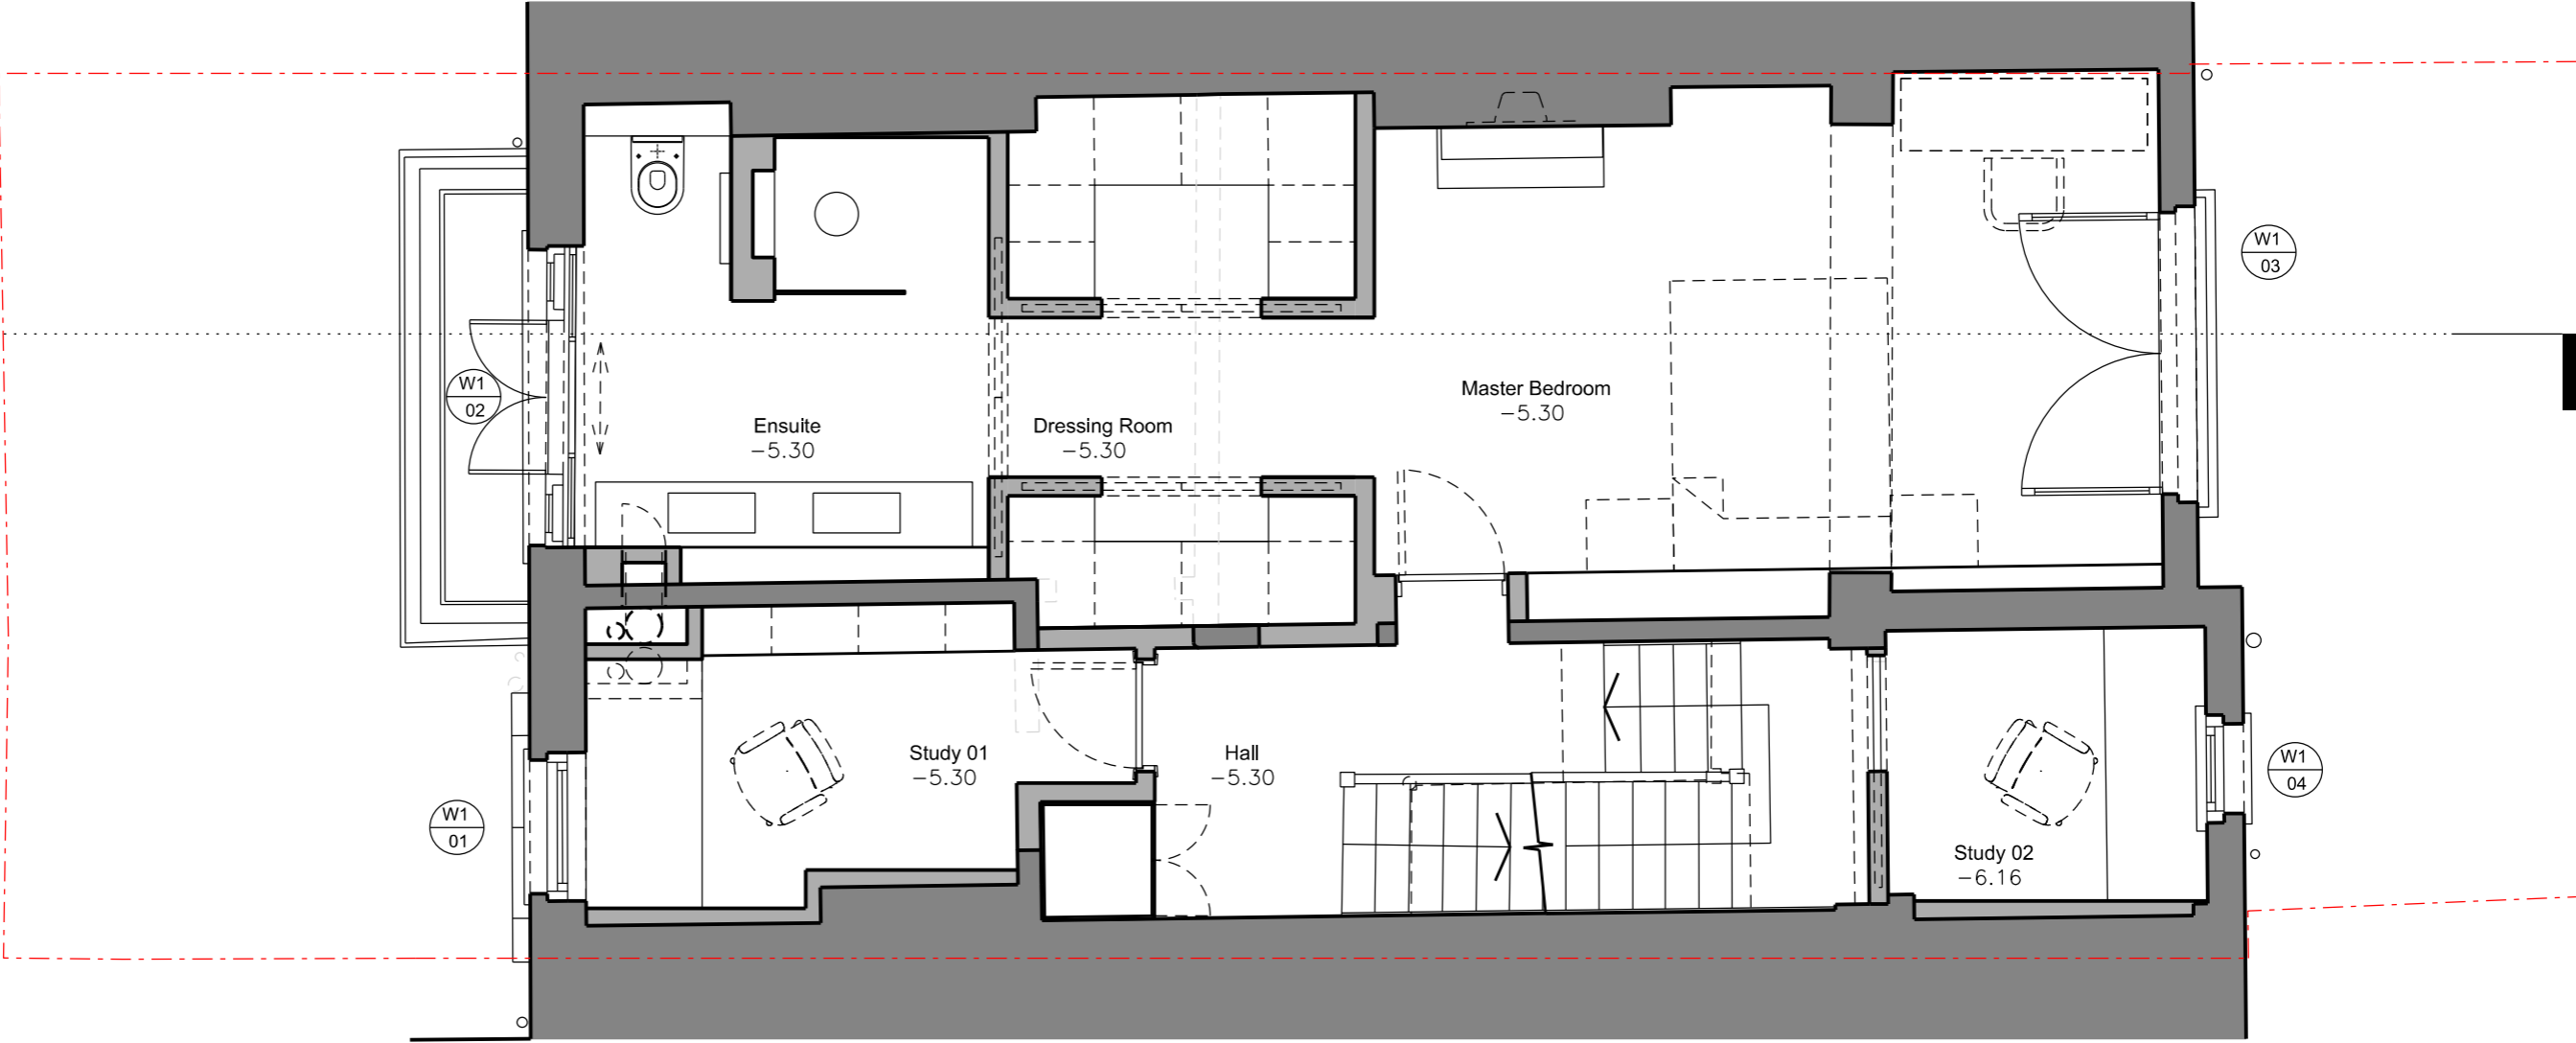 W1
03
W1
02
Master Bedroom
-5.30
Ensuite
-5.30
Dressing Room
-5.30
Study 01
-5.30
Hall
-5.30
W1
04
W1
01
Study 02
-6.16